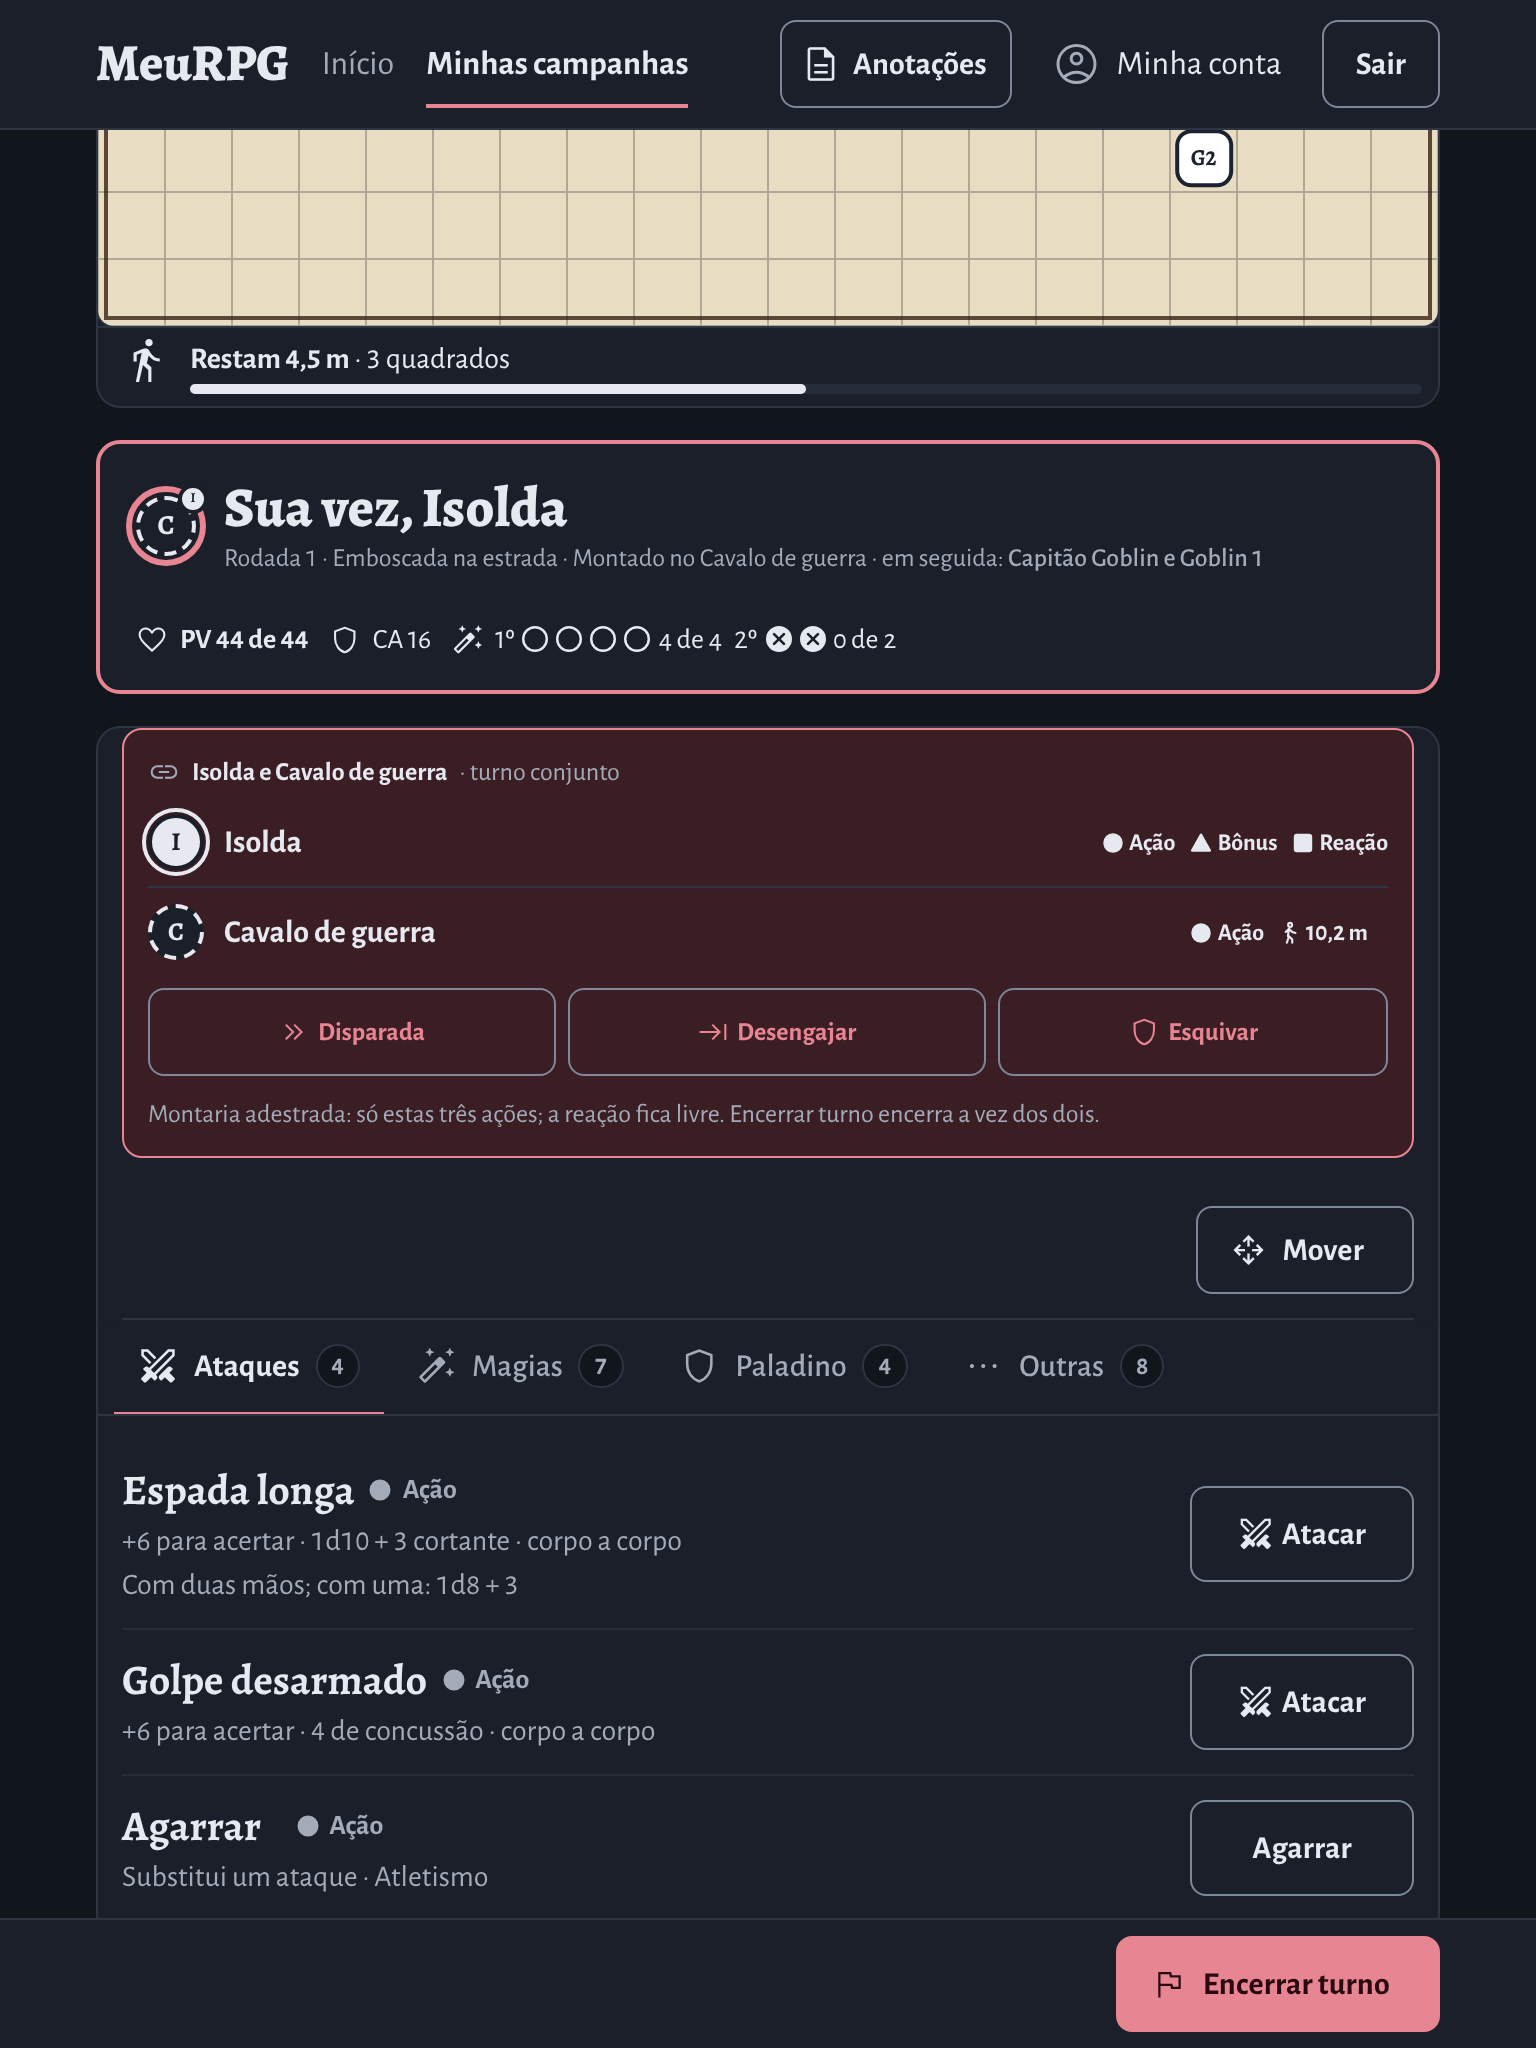 MeuRPG Início Minhas campanhas Anotações Minha conta Sair
G2
Restam 4,5 m · 3 quadrados
C I Sua vez, Isolda
Rodada 1 · Emboscada na estrada · Montado no Cavalo de guerra · em seguida: Capitão Goblin e Goblin 1
PV 44 de 44 CA 16 1º 4 de 4 2º 0 de 2
Isolda e Cavalo de guerra · turno conjunto
I Isolda Ação Bônus Reação
C Cavalo de guerra Ação 10,2 m
Disparada Desengajar Esquivar
Montaria adestrada: só estas três ações; a reação fica livre. Encerrar turno encerra a vez dos dois.
Mover
Ataques 4 Magias 7 Paladino 4 ··· Outras 8
Espada longa Ação
+6 para acertar · 1d10 + 3 cortante · corpo a corpo
Com duas mãos; com uma: 1d8 + 3
Atacar
Golpe desarmado Ação
+6 para acertar · 4 de concussão · corpo a corpo
Atacar
Agarrar Ação
Substitui um ataque · Atletismo
Agarrar
Encerrar turno